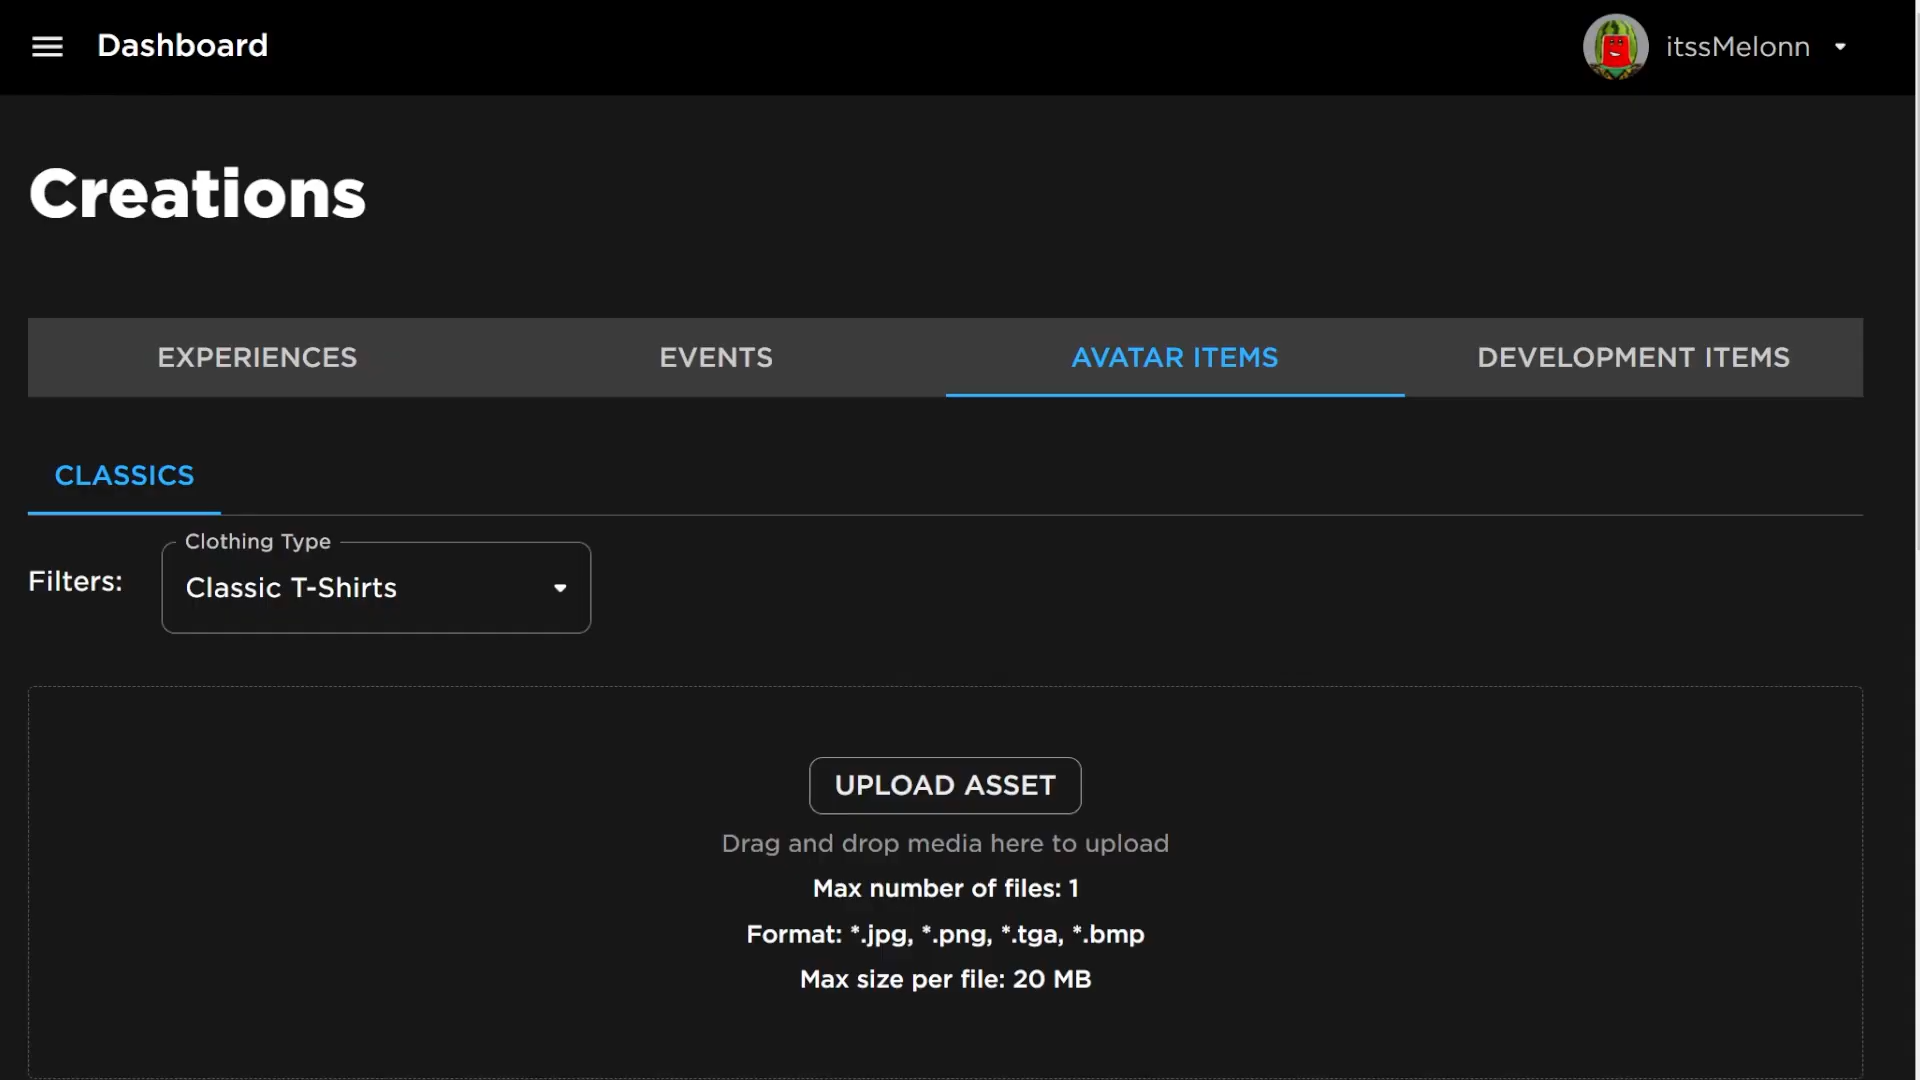 Dashboard
itssMelonn
Creations
EXPERIENCES
EVENTS
AVATAR ITEMS
DEVELOPMENT ITEMS
CLASSICS
Filters:
Clothing Type
Classic T-Shirts
UPLOAD ASSET
Drag and drop media here to upload
Max number of files: 1
Format: *.jpg, *.png, *.tga, *.bmp
Max size per file: 20 MB